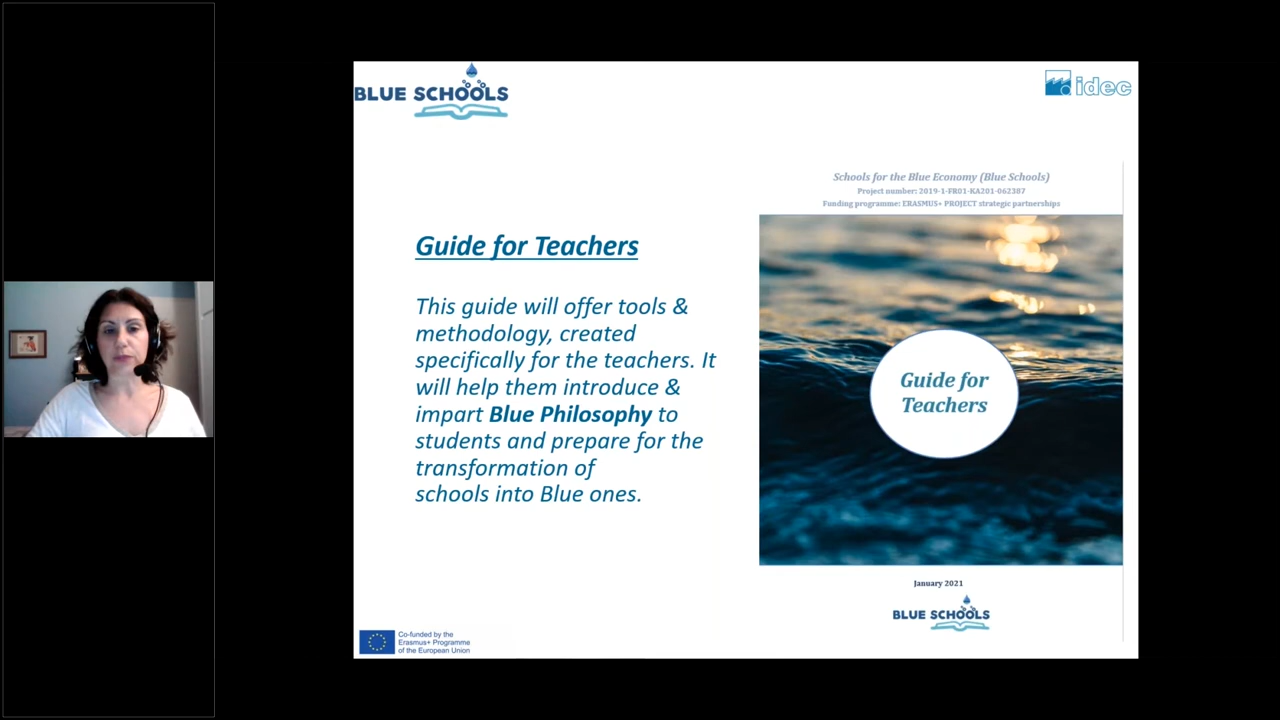 BLUE SCHOOLS
idec
Schools for the Blue Economy (Blue Schools)
Project number: 2019-1-FR01-KA201-062387
Funding programme: ERASMUS+ PROJECT strategic partnerships
Guide for Teachers
This guide will offer tools &
methodology, created
specifically for the teachers. It
will help them introduce &
impart Blue Philosophy to
students and prepare for the
transformation of
schools into Blue ones.
Guide for
Teachers
January 2021
BLUE SCHOOLS
Co-funded by the
Erasmus+ Programme
of the European Union